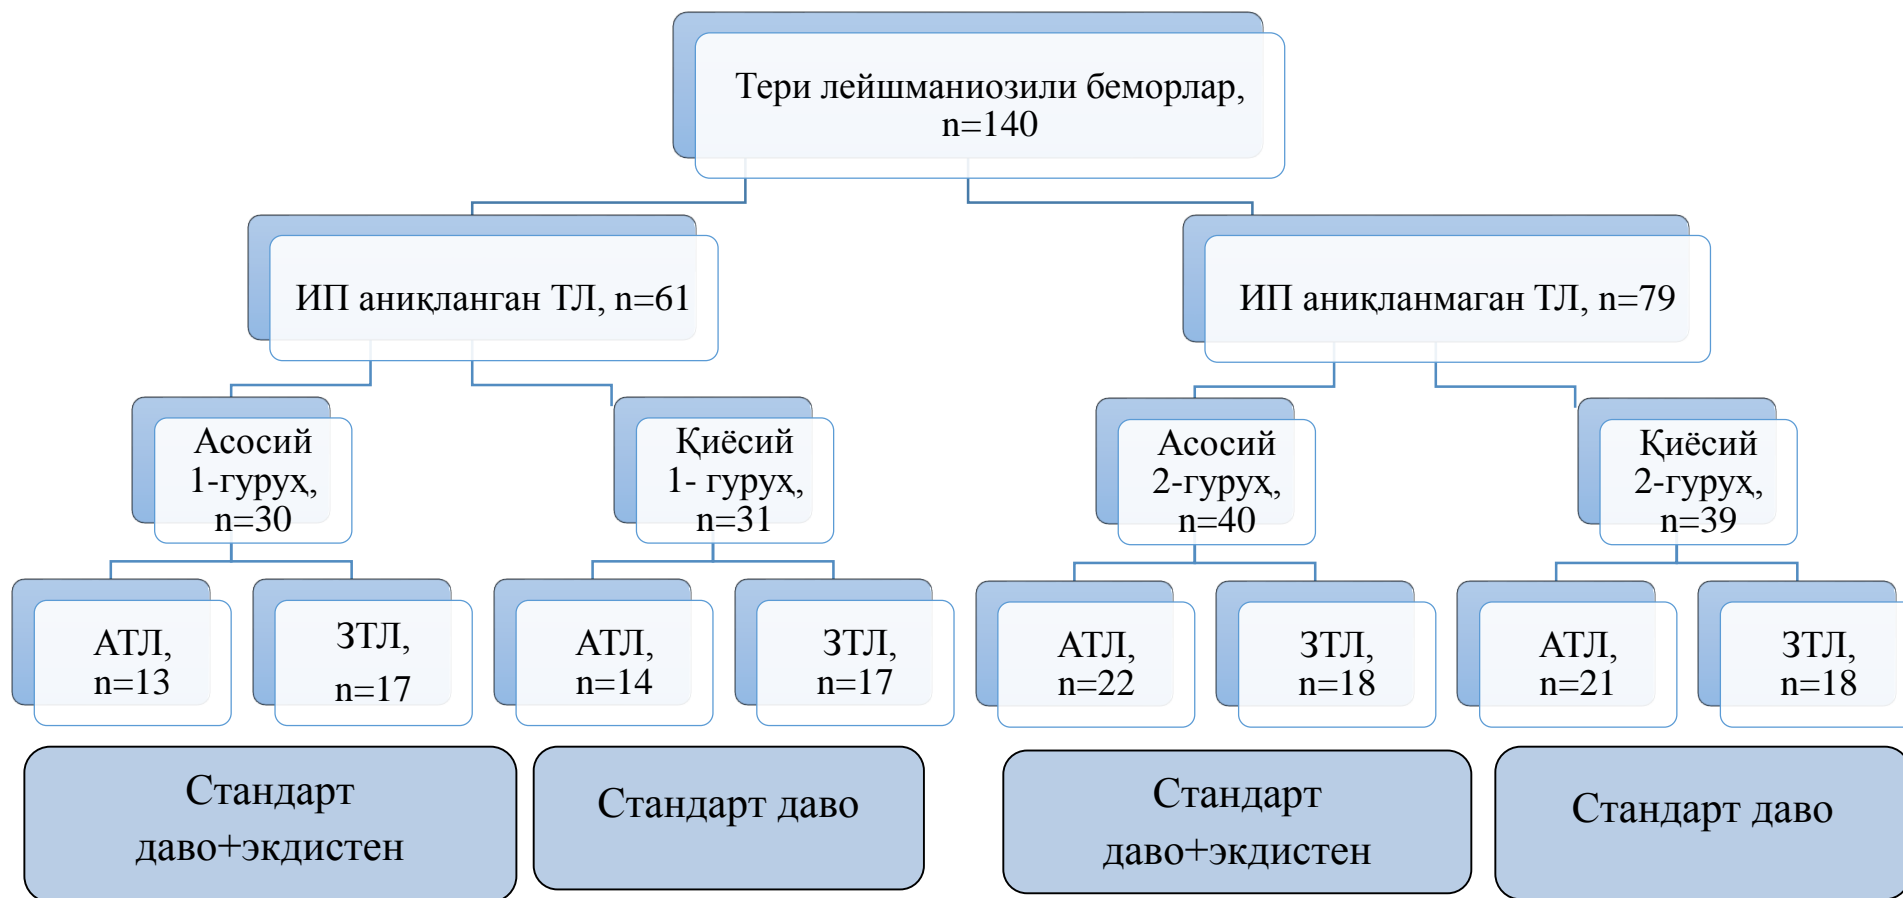 Тери лейшманиозили беморлар,
n=140
ИП аниқланган ТЛ, n=61
ИП аниқланмаган ТЛ, n=79
Асосий
1-гуруҳ,
n=30
Қиёсий
1- гуруҳ,
n=31
Асосий
2-гуруҳ,
n=40
Қиёсий
2-гуруҳ,
n=39
АТЛ,
n=13
ЗТЛ,
n=17
АТЛ,
n=14
ЗТЛ,
n=17
АТЛ,
n=22
ЗТЛ,
n=18
АТЛ,
n=21
ЗТЛ,
n=18
Стандарт
даво+экдистен
Стандарт даво
Стандарт
даво+экдистен
Стандарт даво